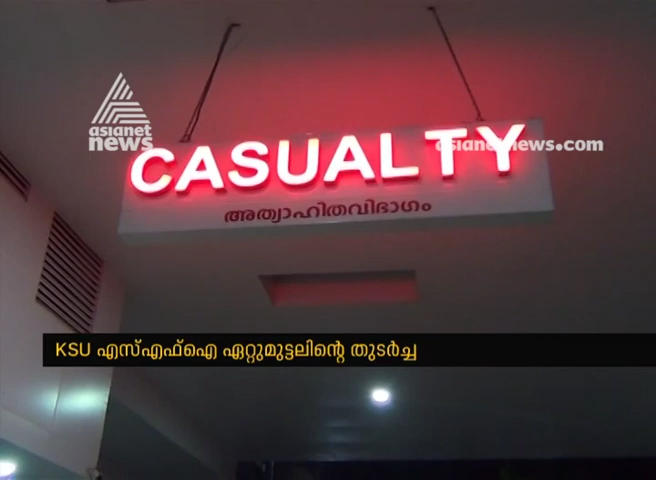 asianet
news
asianetnews.com
CASUALTY
അത്യാഹിതവിഭാഗം
KSU എസ്എഫ്ഐ ഏറ്റുമുട്ടലിന്റെ തുടർച്ച